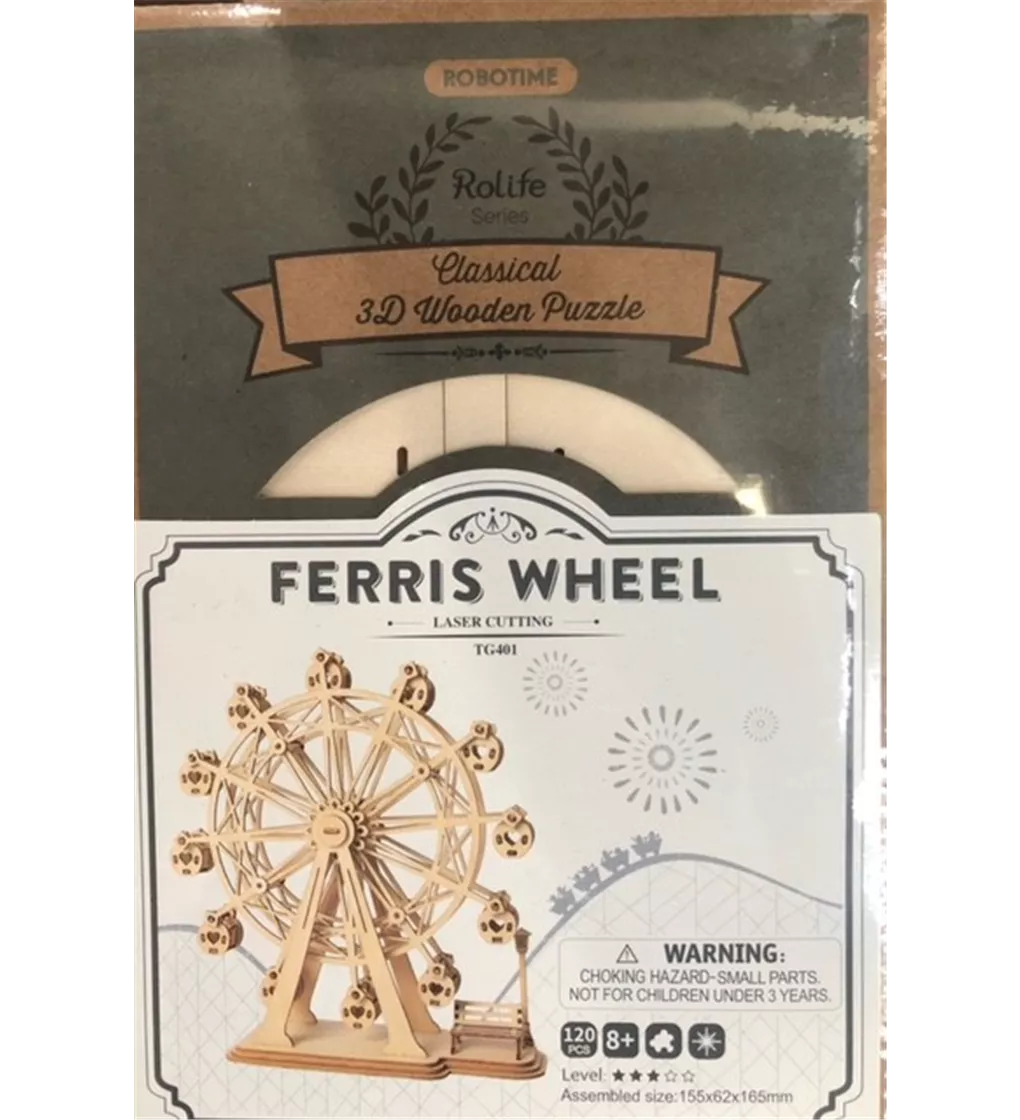 ROBOTIME
Rolife
Series
Classical
3D Wooden Puzzle
FERRIS WHEEL
LASER CUTTING
TG401
WARNING:
CHOKING HAZARD-SMALL PARTS.
NOT FOR CHILDREN UNDER 3 YEARS.
120
PCS
8+
Level: ★★★☆☆
Assembled size:155x62x165mm